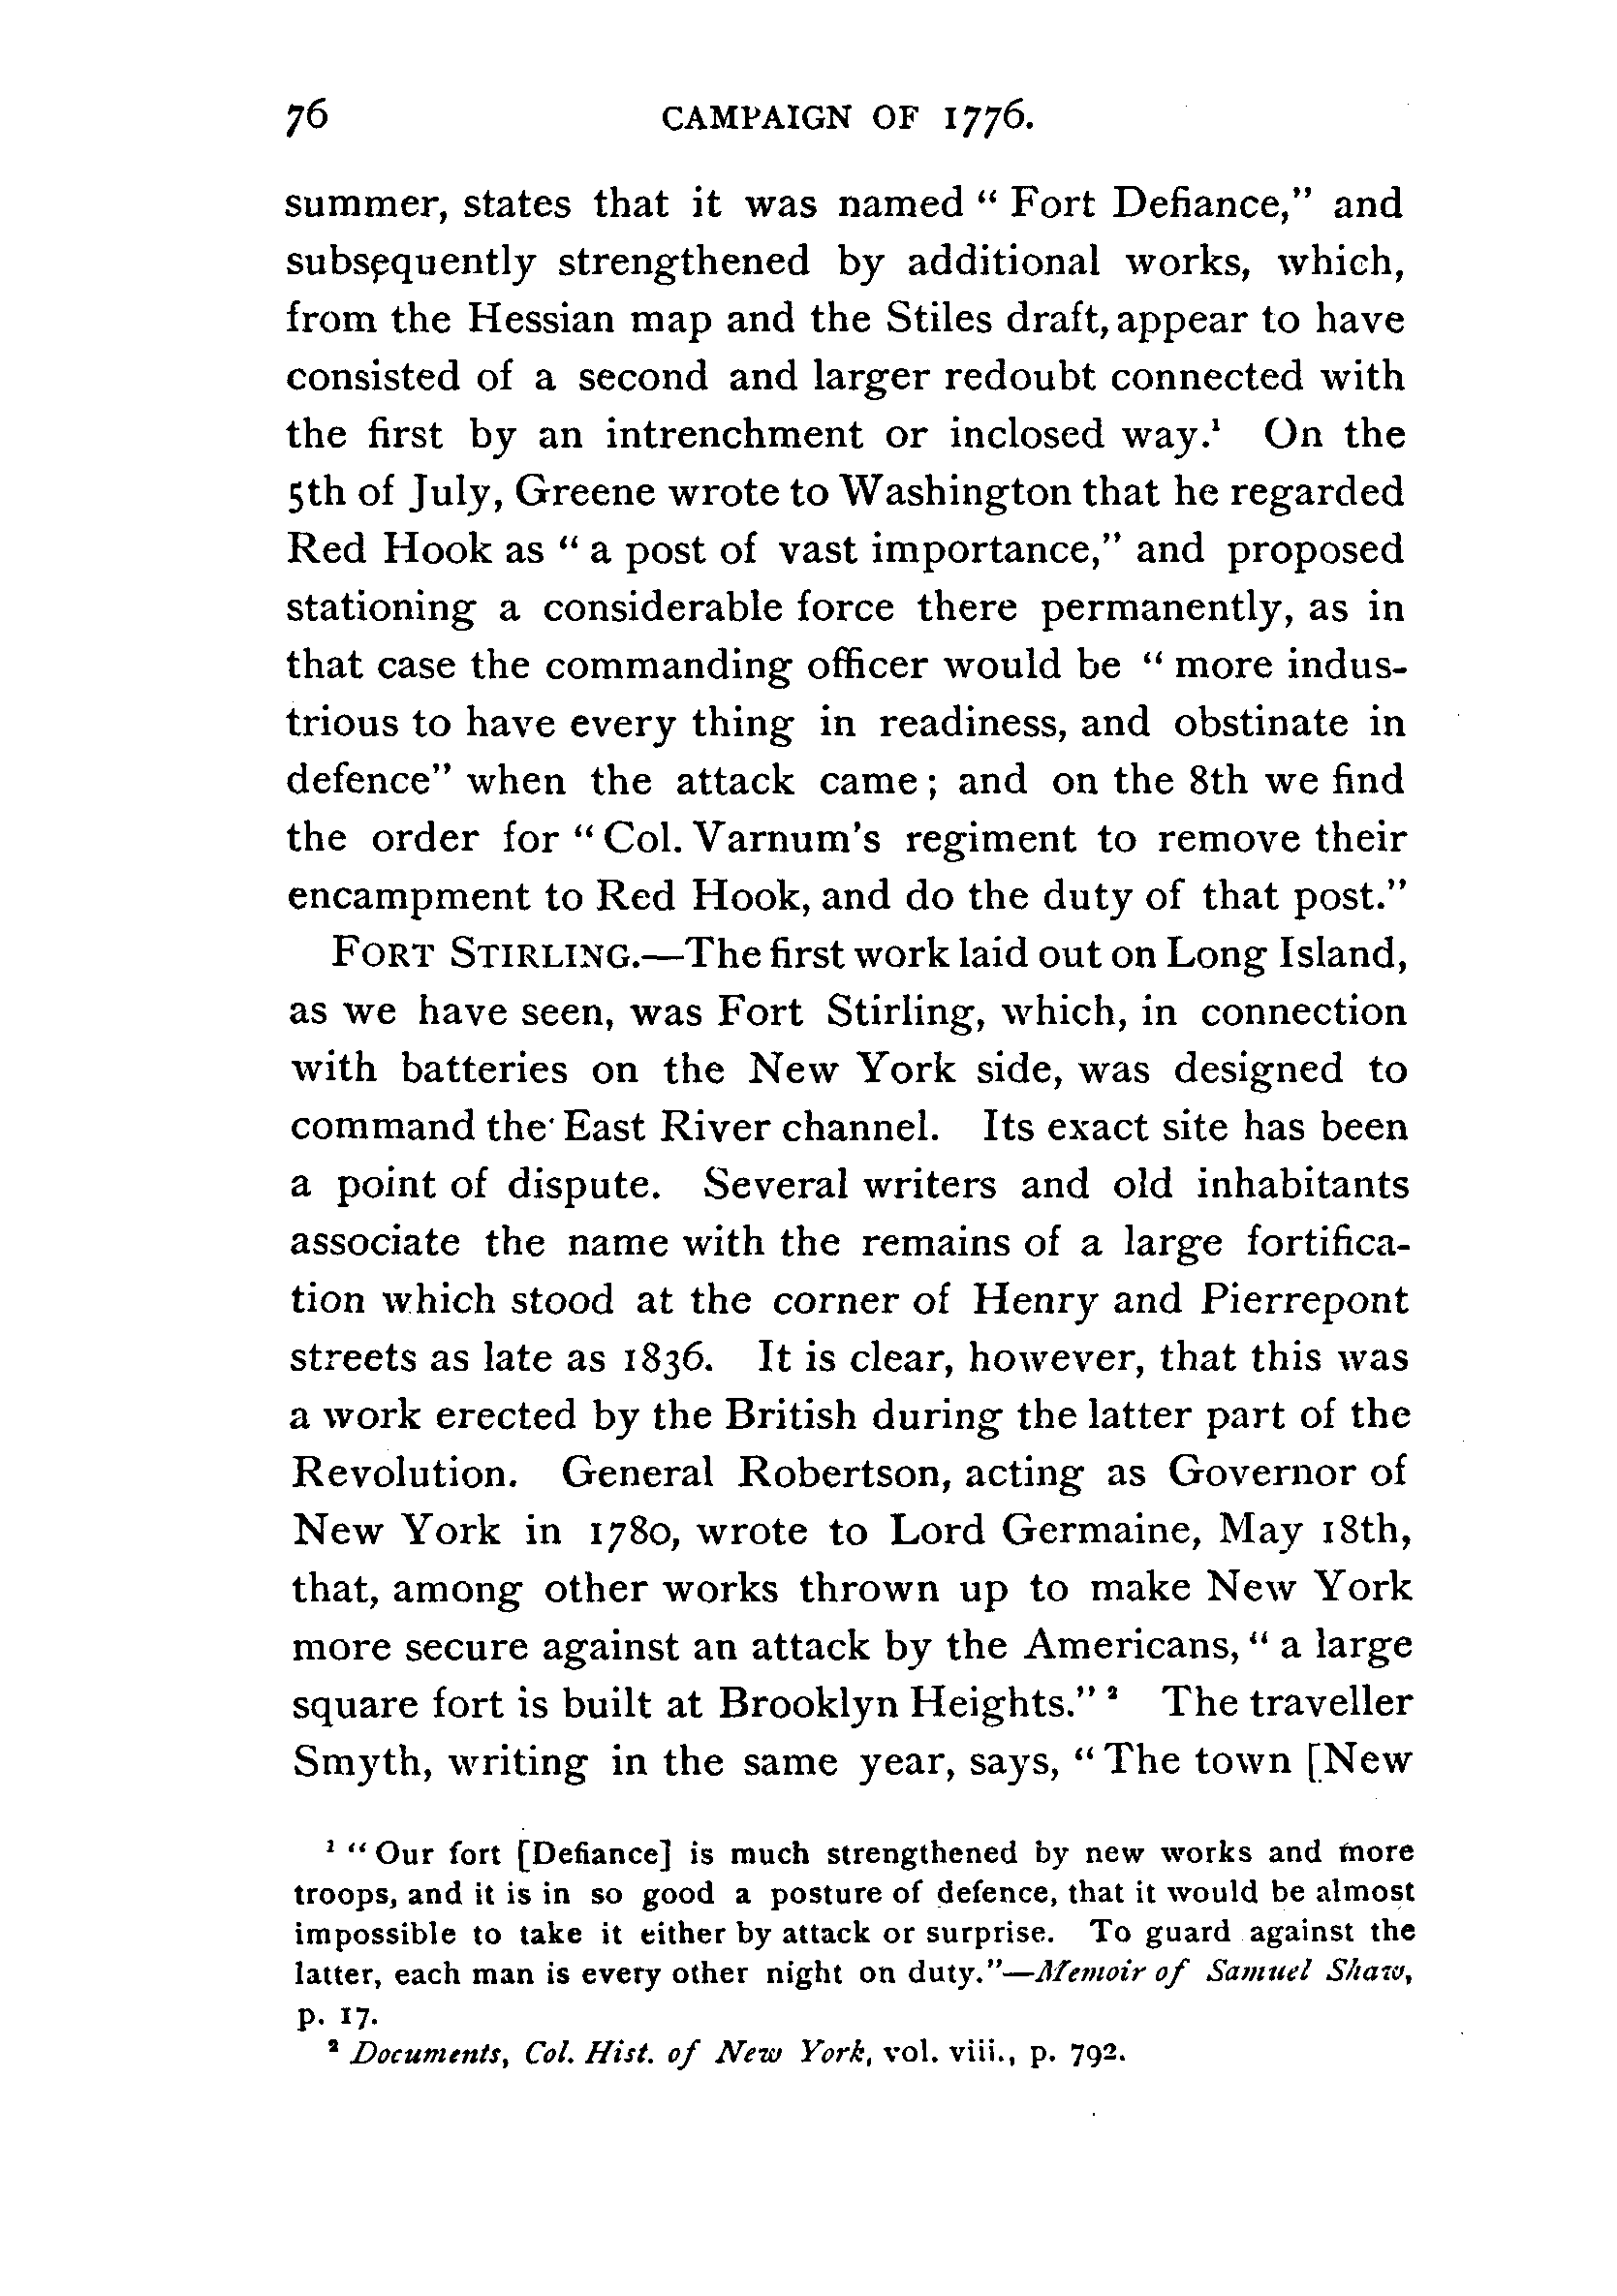 76 CAMPAIGN OF 1776.
summer, states that it was named “ Fort Defiance,” and
subsequently strengthened by additional works, which,
from the Hessian map and the Stiles draft, appear to have
consisted of a second and larger redoubt connected with
the first by an intrenchment or inclosed way.¹ On the
5th of July, Greene wrote to Washington that he regarded
Red Hook as “ a post of vast importance,” and proposed
stationing a considerable force there permanently, as in
that case the commanding officer would be “ more indus-
trious to have every thing in readiness, and obstinate in
defence” when the attack came ; and on the 8th we find
the order for “ Col. Varnum’s regiment to remove their
encampment to Red Hook, and do the duty of that post.”
FORT STIRLING.—The first work laid out on Long Island,
as we have seen, was Fort Stirling, which, in connection
with batteries on the New York side, was designed to
command the East River channel. Its exact site has been
a point of dispute. Several writers and old inhabitants
associate the name with the remains of a large fortifica-
tion which stood at the corner of Henry and Pierrepont
streets as late as 1836. It is clear, however, that this was
a work erected by the British during the latter part of the
Revolution. General Robertson, acting as Governor of
New York in 1780, wrote to Lord Germaine, May 18th,
that, among other works thrown up to make New York
more secure against an attack by the Americans, “ a large
square fort is built at Brooklyn Heights.” ² The traveller
Smyth, writing in the same year, says, “ The town [New
¹ “ Our fort [Defiance] is much strengthened by new works and more
troops, and it is in so good a posture of defence, that it would be almost
impossible to take it either by attack or surprise. To guard against the
latter, each man is every other night on duty.”—Memoir of Samuel Shaw,
p. 17.
² Documents, Col. Hist. of New York, vol. viii., p. 792.